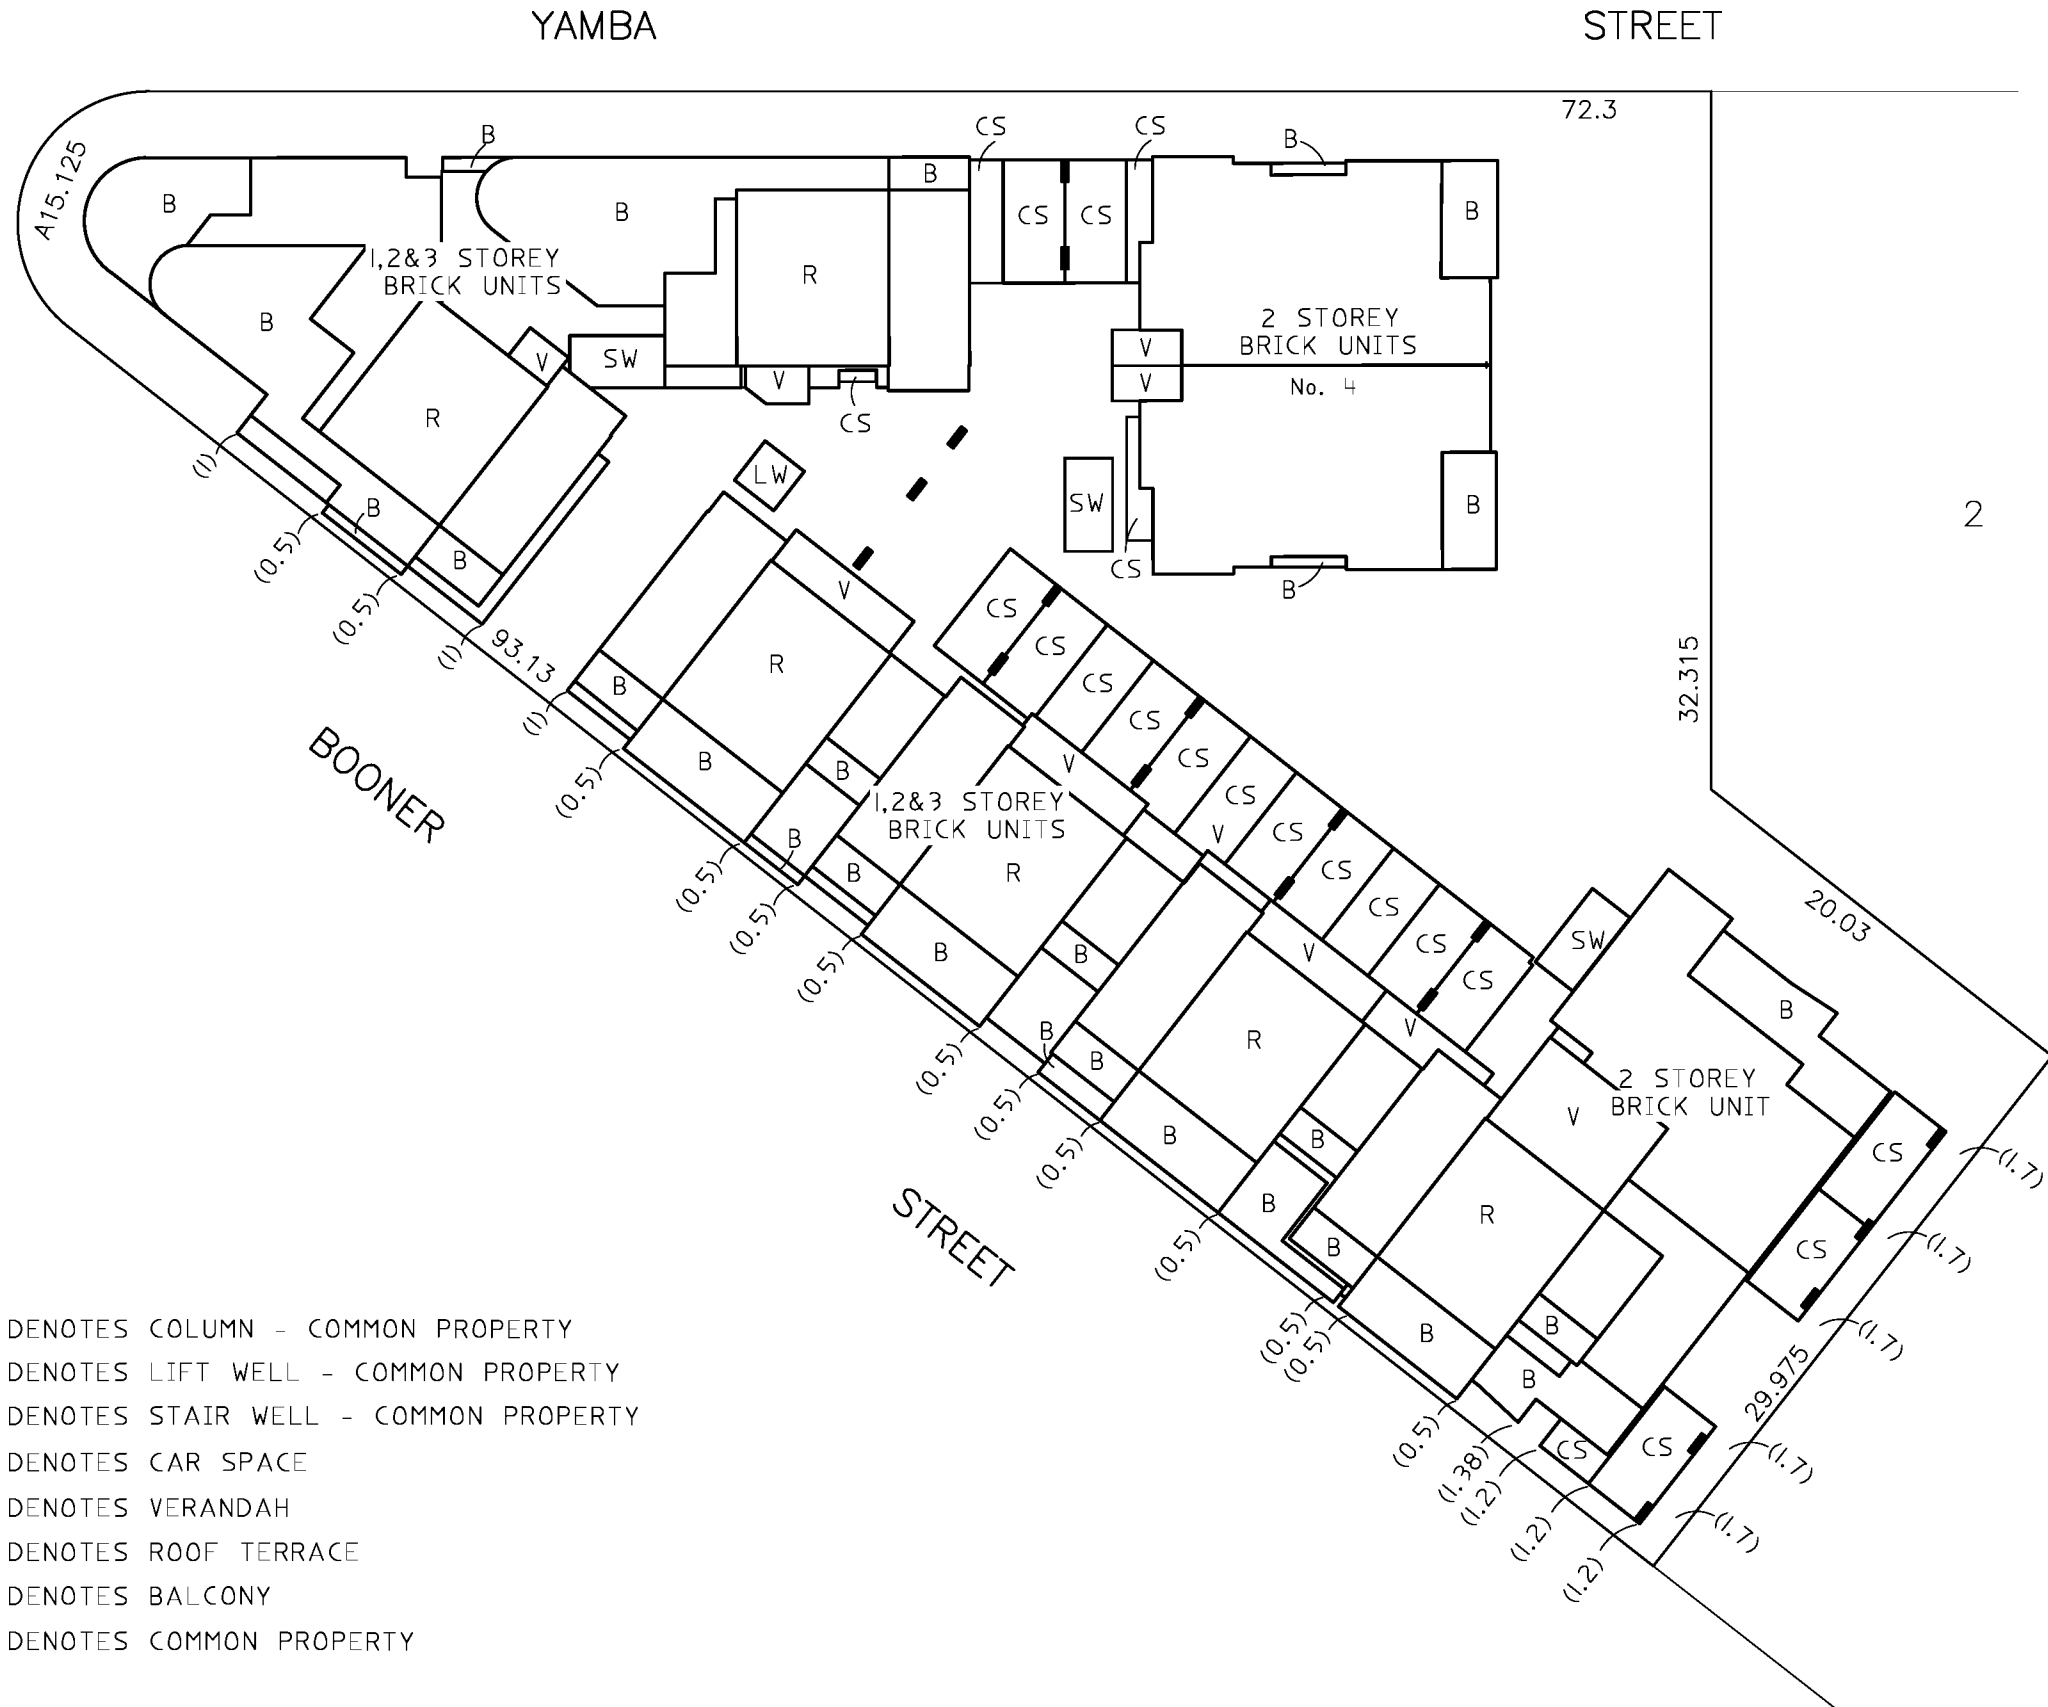 YAMBA STREET
72.3
CS CS B
B
A15.125
B B B CS CS B
1,2&3 STOREY
BRICK UNITS
R
B
2 STOREY
BRICK UNITS
V SW V CS V V
No. 4
R
(1)
LW
SW
B
B
2
(0.5)
B
CS
B
(0.5)
V
CS
(1)
93.13
R
CS
32.315
B
CS
(1)
CS
B
V
CS
(0.5)
B
CS
BOONER
1,2&3 STOREY
BRICK UNITS
V
CS
B
B
R
CS
(0.5)
CS
(0.5)
B
B
V
CS
SW
20.03
(0.5)
CS
B
(0.5)
B
R
V
(0.5)
B
V
2 STOREY
BRICK UNIT
(0.5)
B
B
CS
(1.7)
STREET
B
R
(0.5)
B
CS
(1.7)
(0.5)
(0.5)
B
B
(1.7)
DENOTES COLUMN - COMMON PROPERTY
DENOTES LIFT WELL - COMMON PROPERTY
DENOTES STAIR WELL - COMMON PROPERTY
DENOTES CAR SPACE
DENOTES VERANDAH
DENOTES ROOF TERRACE
DENOTES BALCONY
DENOTES COMMON PROPERTY
B
29.975
(0.5)
(1.38)
(1.2)
CS
CS
(1.7)
(1.2)
(1.7)
(1.2)